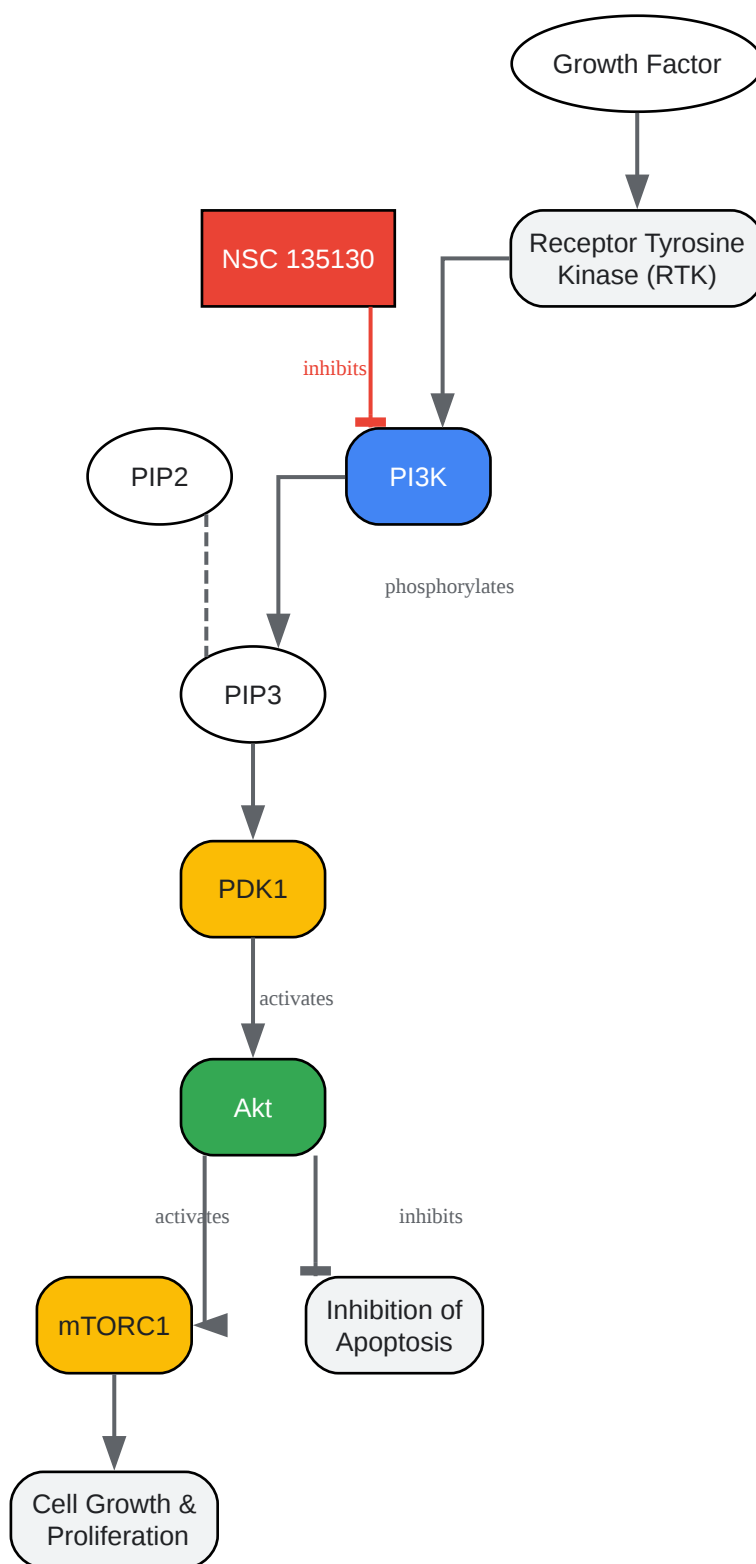 Growth Factor
Receptor Tyrosine
Kinase (RTK)
NSC 135130
inhibits
PI3K
PIP2
phosphorylates
PIP3
PDK1
activates
Akt
activates
inhibits
mTORC1
Inhibition of
Apoptosis
Cell Growth &
Proliferation